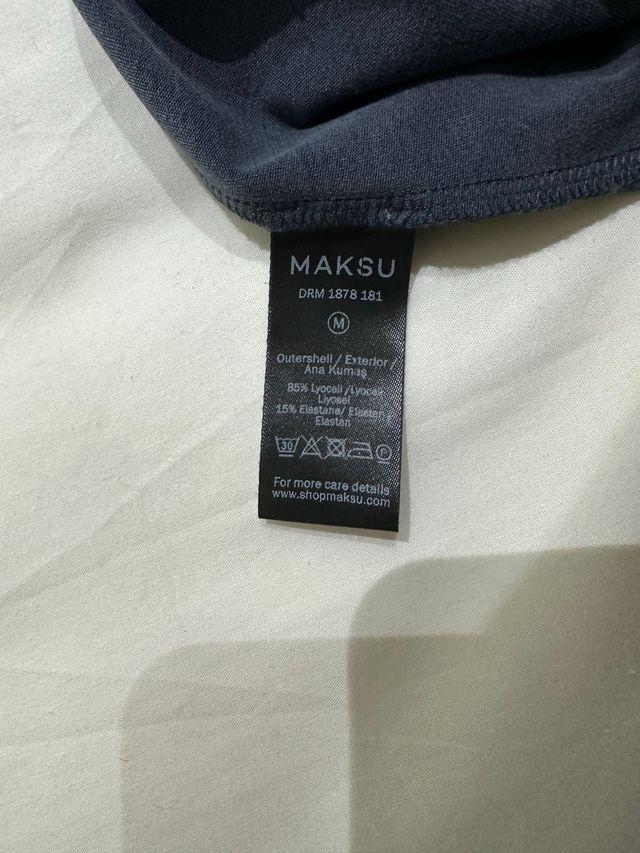 MAKSU
DRM 1878 181
M
Outershell / Exterior /
Ana Kumaş
85% Lyocell /Lyocell
Liyosel
15% Elastane/ Elastan
Elastan
30
P
For more care details
www.shopmaksu.com